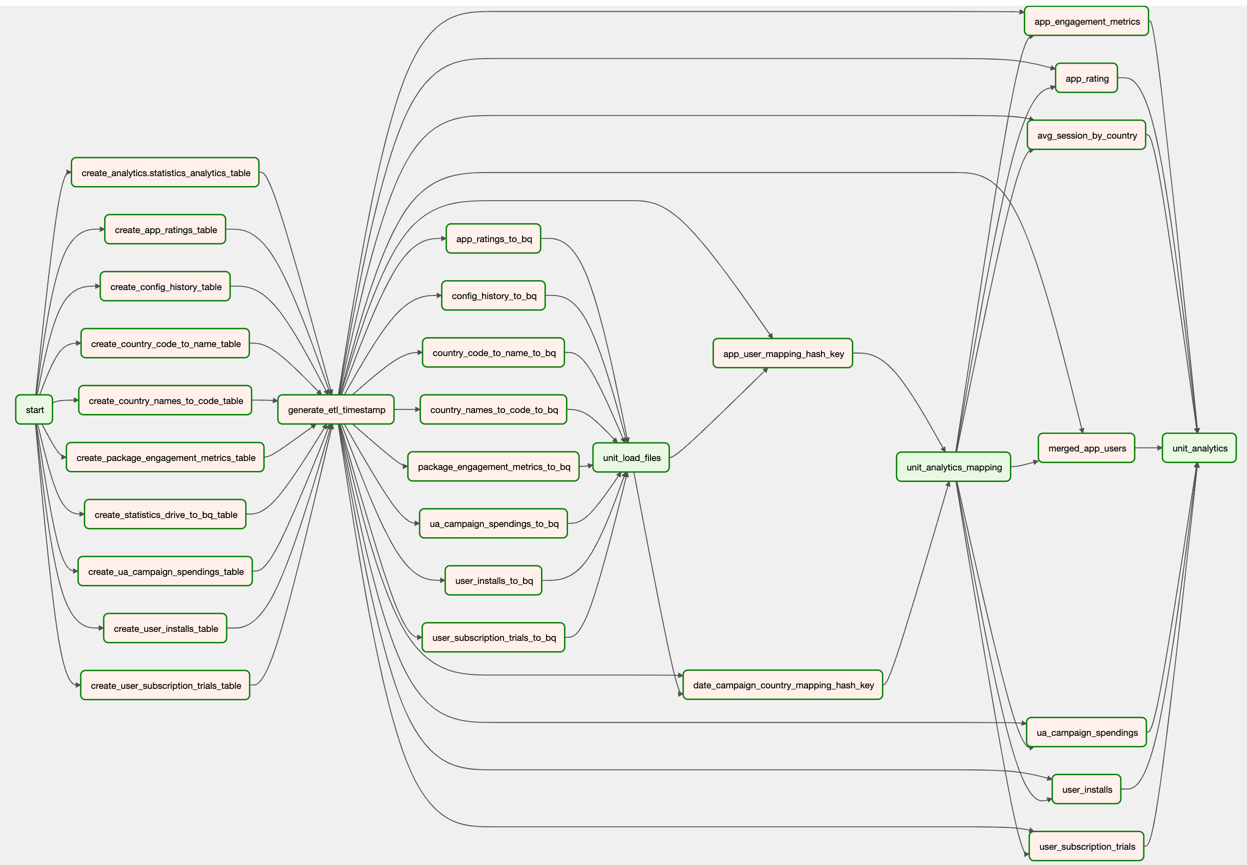 start
create_analytics.statistics_analytics_table
create_app_ratings_table
create_config_history_table
create_country_code_to_name_table
create_country_names_to_code_table
create_package_engagement_metrics_table
create_statistics_drive_to_bq_table
create_ua_campaign_spendings_table
create_user_installs_table
create_user_subscription_trials_table
generate_etl_timestamp
app_ratings_to_bq
config_history_to_bq
country_code_to_name_to_bq
country_names_to_code_to_bq
package_engagement_metrics_to_bq
ua_campaign_spendings_to_bq
user_installs_to_bq
user_subscription_trials_to_bq
unit_load_files
app_user_mapping_hash_key
date_campaign_country_mapping_hash_key
unit_analytics_mapping
app_engagement_metrics
app_rating
avg_session_by_country
merged_app_users
ua_campaign_spendings
user_installs
user_subscription_trials
unit_analytics